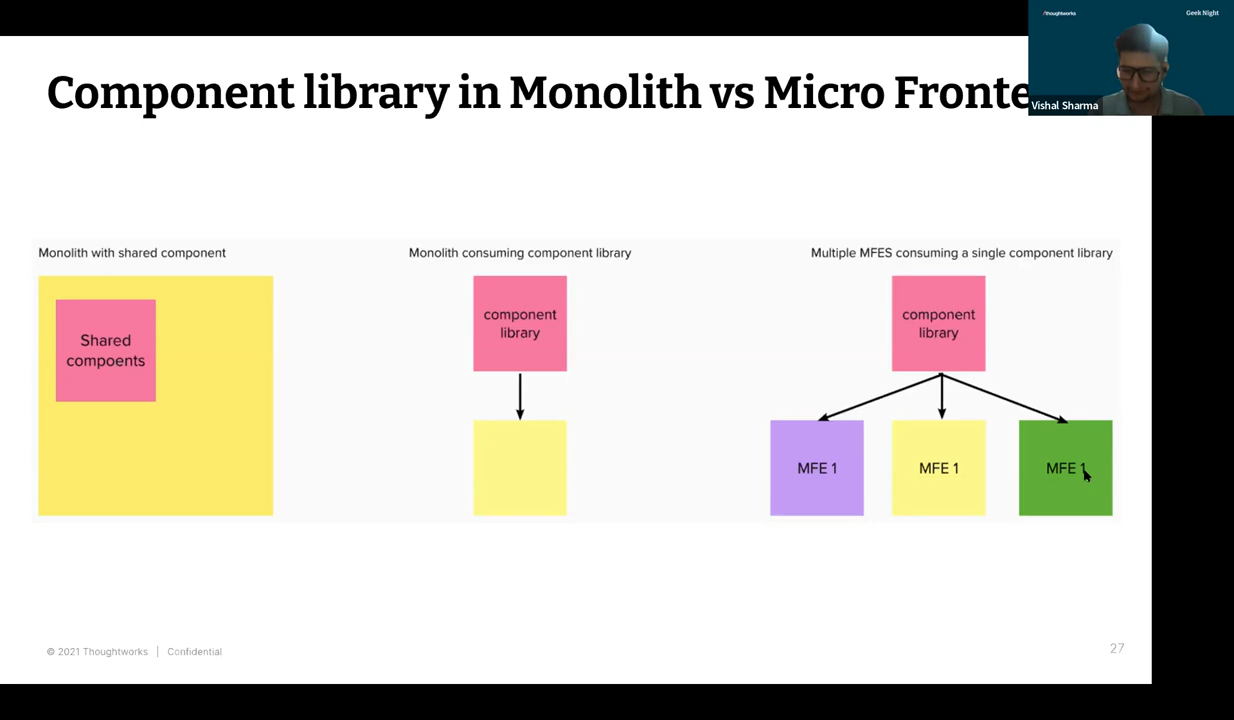 /thoughtworks
Geek Night
Vishal Sharma
Component library in Monolith vs Micro Fronte
Monolith with shared component
Monolith consuming component library
Multiple MFES consuming a single component library
Shared
compoents
component
library
component
library
MFE 1
MFE 1
MFE 1
© 2021 Thoughtworks | Confidential
27